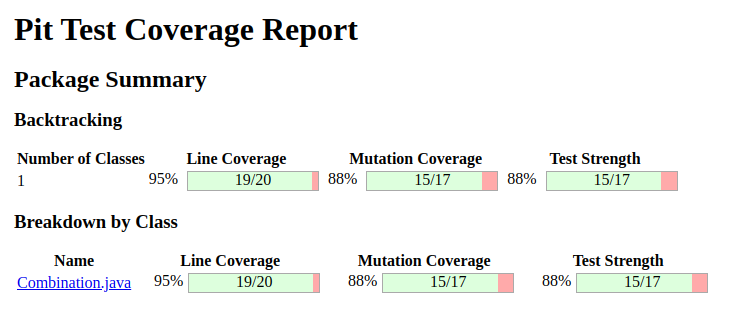 Pit Test Coverage Report
Package Summary
Backtracking
Number of Classes Line Coverage Mutation Coverage Test Strength
1 95% 19/20 88% 15/17 88% 15/17
Breakdown by Class
Name Line Coverage Mutation Coverage Test Strength
Combination.java 95% 19/20 88% 15/17 88% 15/17